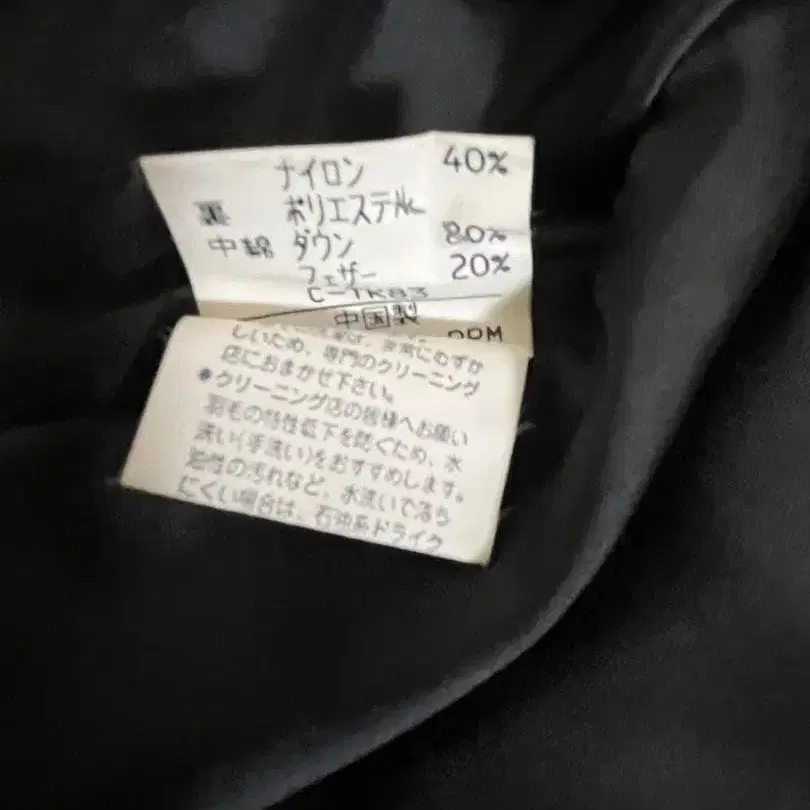 ナイロン 40%
裏 ポリエステル
中綿 ダウン 80%
フェザー 20%
C-TK83
中国製
しいため、専門のクリーニング
店におまかせ下さい。
●クリーニング店の皆様へお願い
羽毛の特性低下を防ぐため、水
洗い(手洗い)をおすすめします。
油性の汚れなど、水洗いで落ち
にくい場合は、石油系ドライク